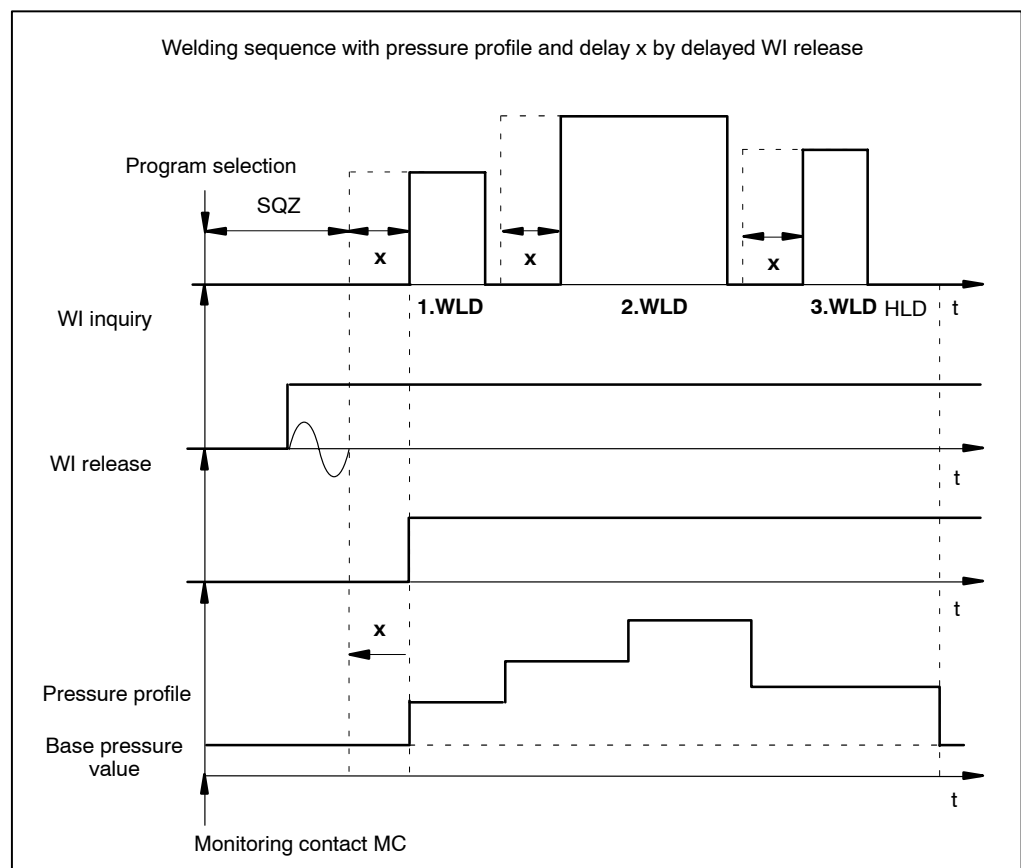 Welding sequence with pressure profile and delay x by delayed WI release
Program selection
SQZ
x
x
x
1.WLD
2.WLD
3.WLD
HLD
t
WI inquiry
t
WI release
t
x
Pressure profile
Base pressure
value
t
Monitoring contact MC